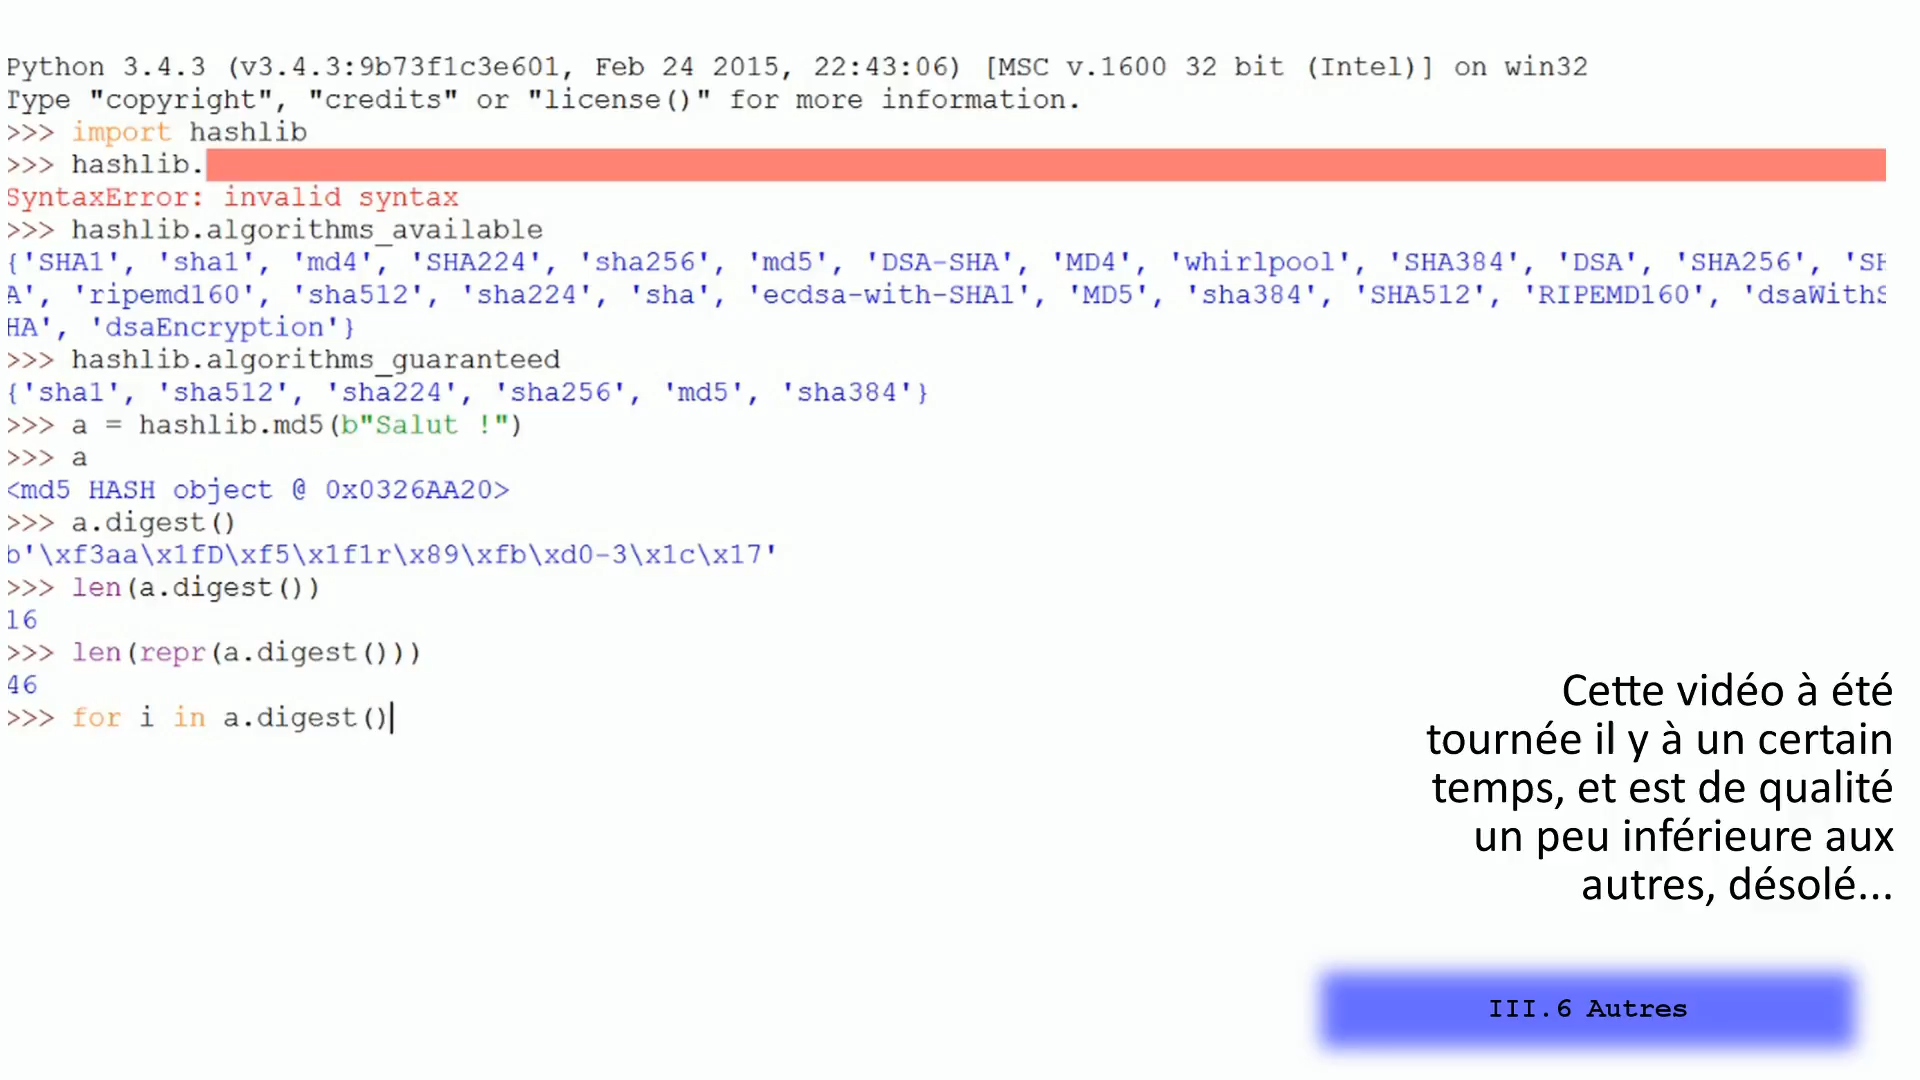 Python 3.4.3 (v3.4.3:9b73f1c3e601, Feb 24 2015, 22:43:06) [MSC v.1600 32 bit (Intel)] on win32
Type "copyright", "credits" or "license()" for more information.
>>> import hashlib
>>> hashlib.
SyntaxError: invalid syntax
>>> hashlib.algorithms_available
{'SHA1', 'sha1', 'md4', 'SHA224', 'sha256', 'md5', 'DSA-SHA', 'MD4', 'whirlpool', 'SHA384', 'DSA', 'SHA256', 'SH
A', 'ripemd160', 'sha512', 'sha224', 'sha', 'ecdsa-with-SHA1', 'MD5', 'sha384', 'SHA512', 'RIPEMD160', 'dsaWithS
HA', 'dsaEncryption'}
>>> hashlib.algorithms_guaranteed
{'sha1', 'sha512', 'sha224', 'sha256', 'md5', 'sha384'}
>>> a = hashlib.md5(b"Salut !")
>>> a
<md5 HASH object @ 0x0326AA20>
>>> a.digest()
b'\xf3aa\x1fD\xf5\x1f1r\x89\xfb\xd0-3\x1c\x17'
>>> len(a.digest())
16
>>> len(repr(a.digest()))
46
>>> for i in a.digest()
Cette vidéo à été
tournée il y à un certain
temps, et est de qualité
un peu inférieure aux
autres, désolé...
III.6 Autres